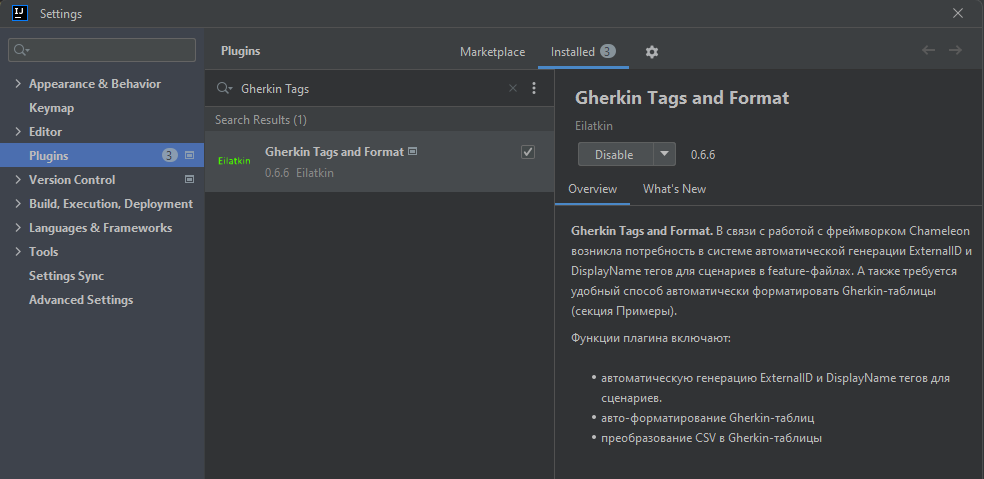 IJ
Settings
Plugins
Marketplace
Installed 3
Appearance & Behavior
Keymap
Editor
Plugins 3
Version Control
Build, Execution, Deployment
Languages & Frameworks
Tools
Settings Sync
Advanced Settings
Gherkin Tags
Search Results (1)
Eilatkin
Gherkin Tags and Format
0.6.6 Eilatkin
Gherkin Tags and Format
Eilatkin
Disable 0.6.6
Overview What's New
Gherkin Tags and Format. В связи с работой с фреймворком Chameleon
возникла потребность в системе автоматической генерации ExternalID и
DisplayName тегов для сценариев в feature-файлах. А также требуется
удобный способ автоматически форматировать Gherkin-таблицы
(секция Примеры).
Функции плагина включают:
• автоматическую генерацию ExternalID и DisplayName тегов для
сценариев.
• авто-форматирование Gherkin-таблиц
• преобразование CSV в Gherkin-таблицы